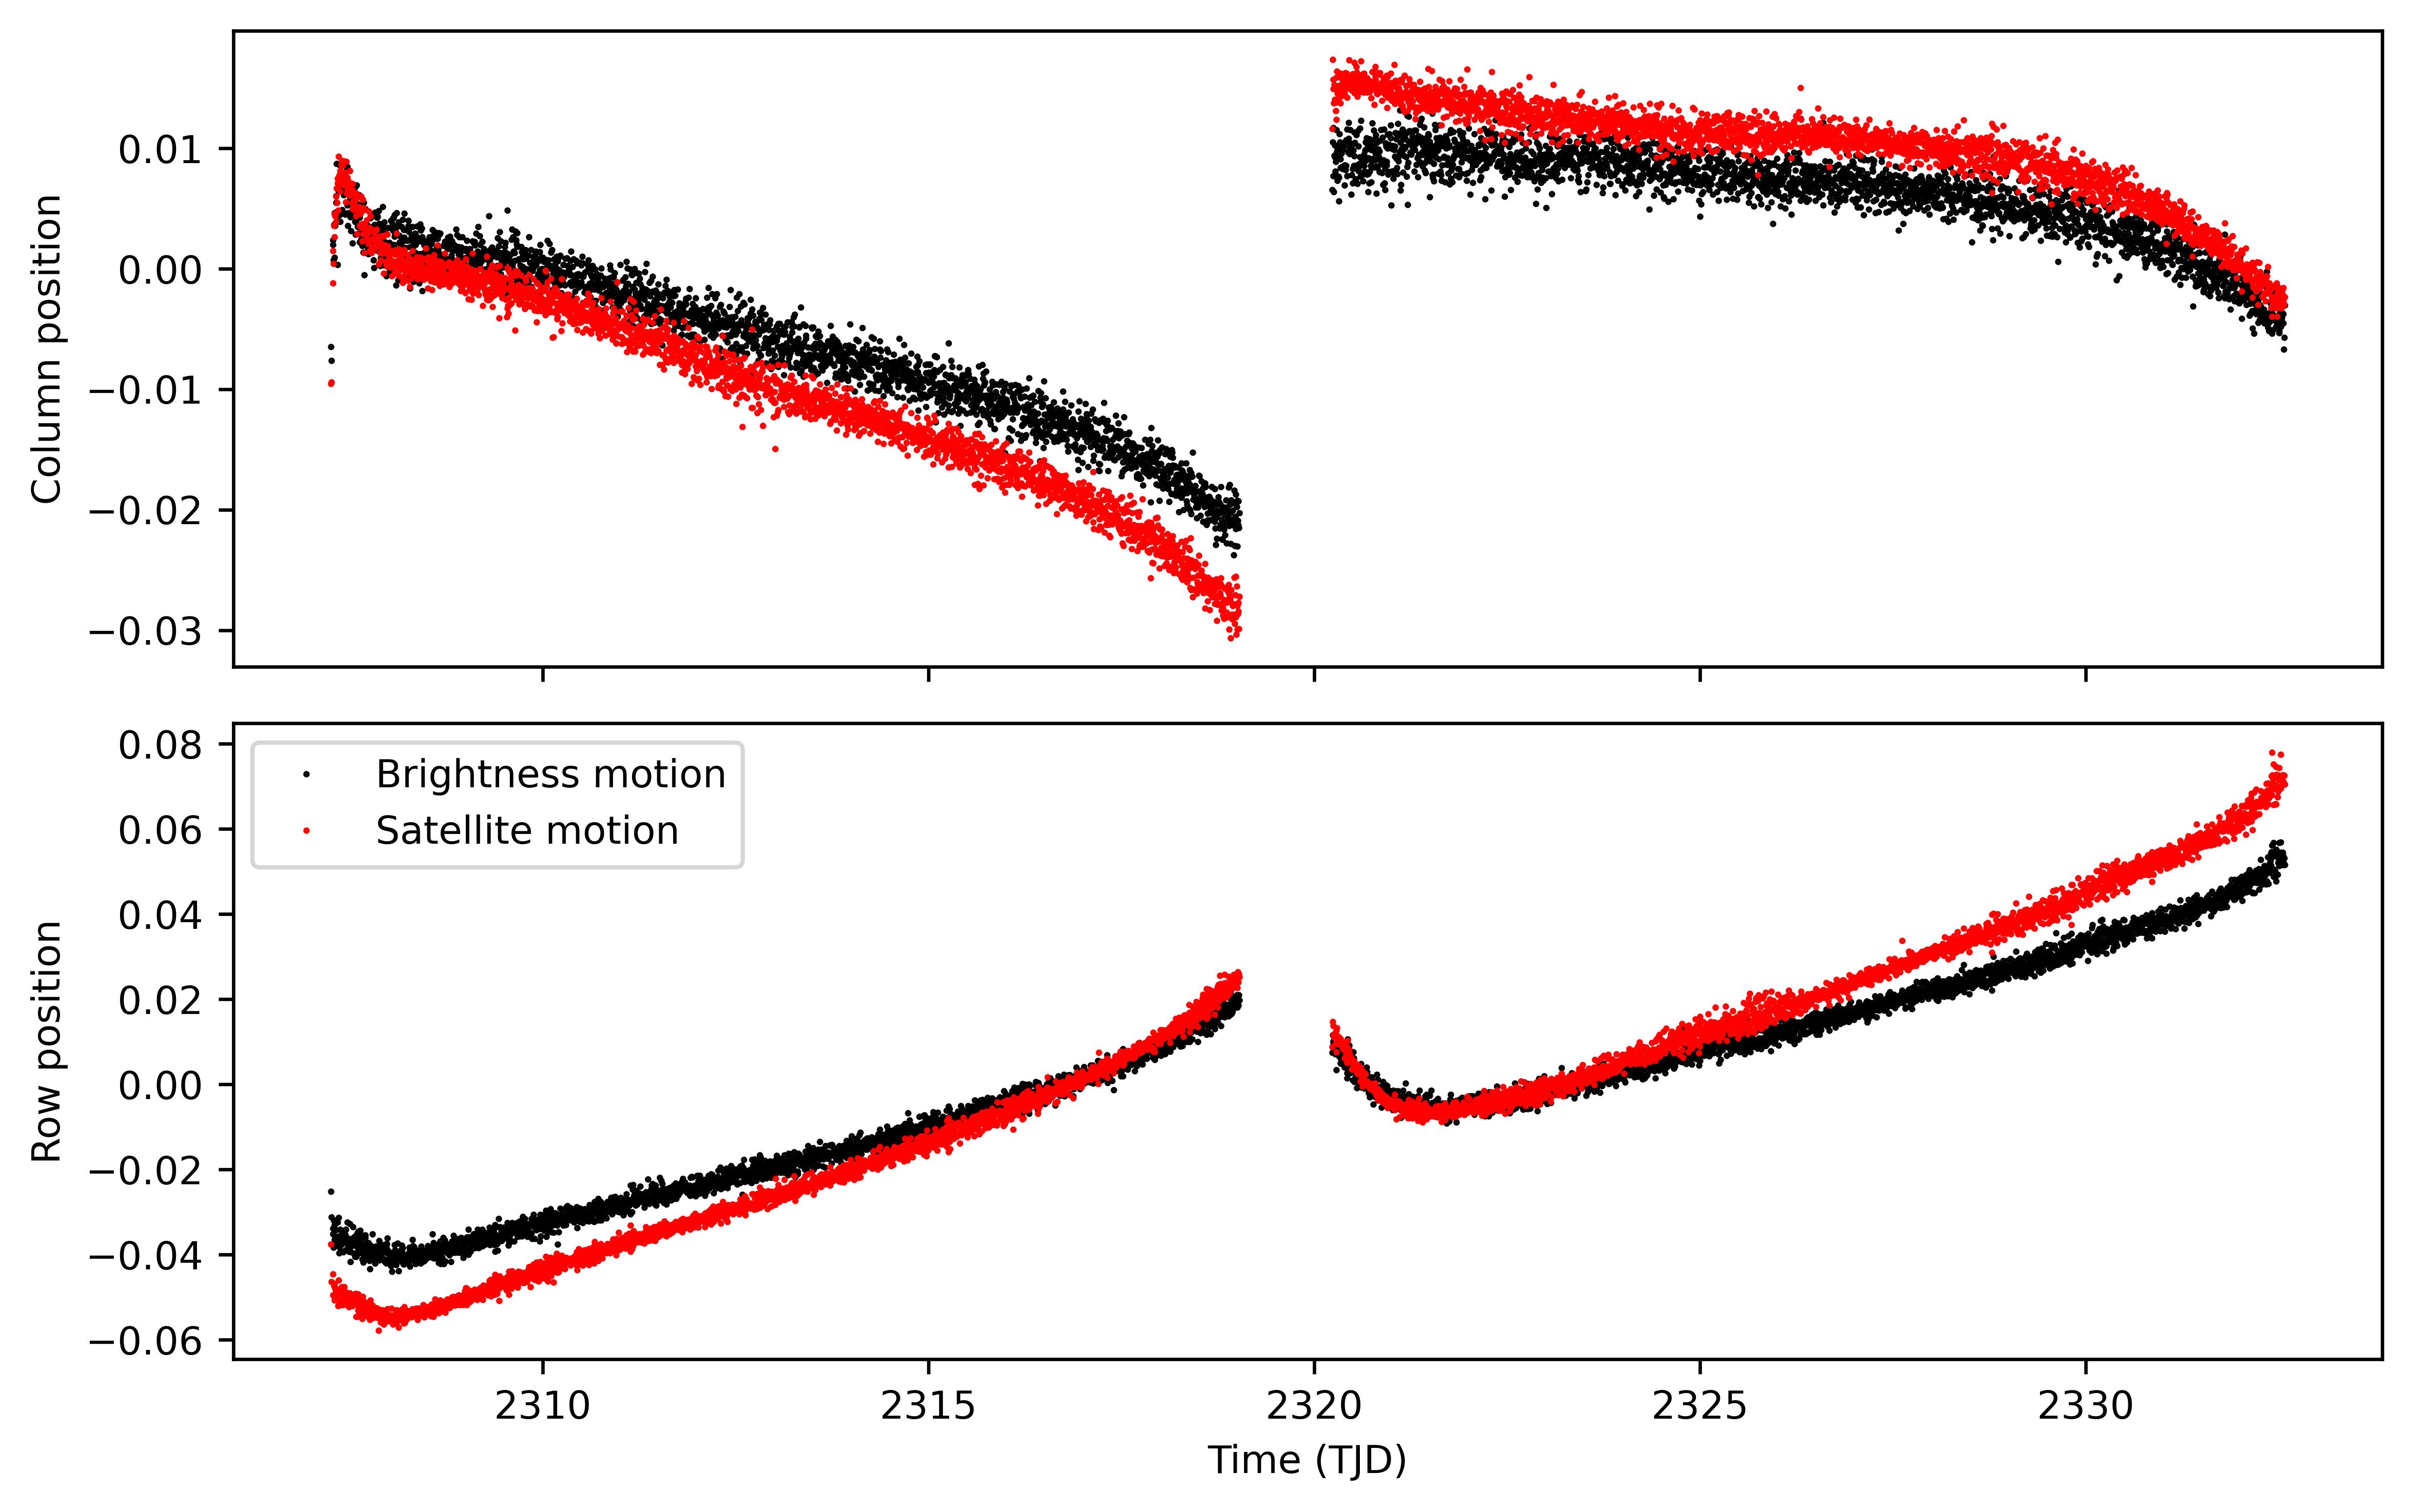 0.01
0.00
−0.01
−0.02
−0.03
Column position
0.08
0.06
0.04
0.02
0.00
−0.02
−0.04
−0.06
Row position
Brightness motion
Satellite motion
2310 2315 2320 2325 2330
Time (TJD)